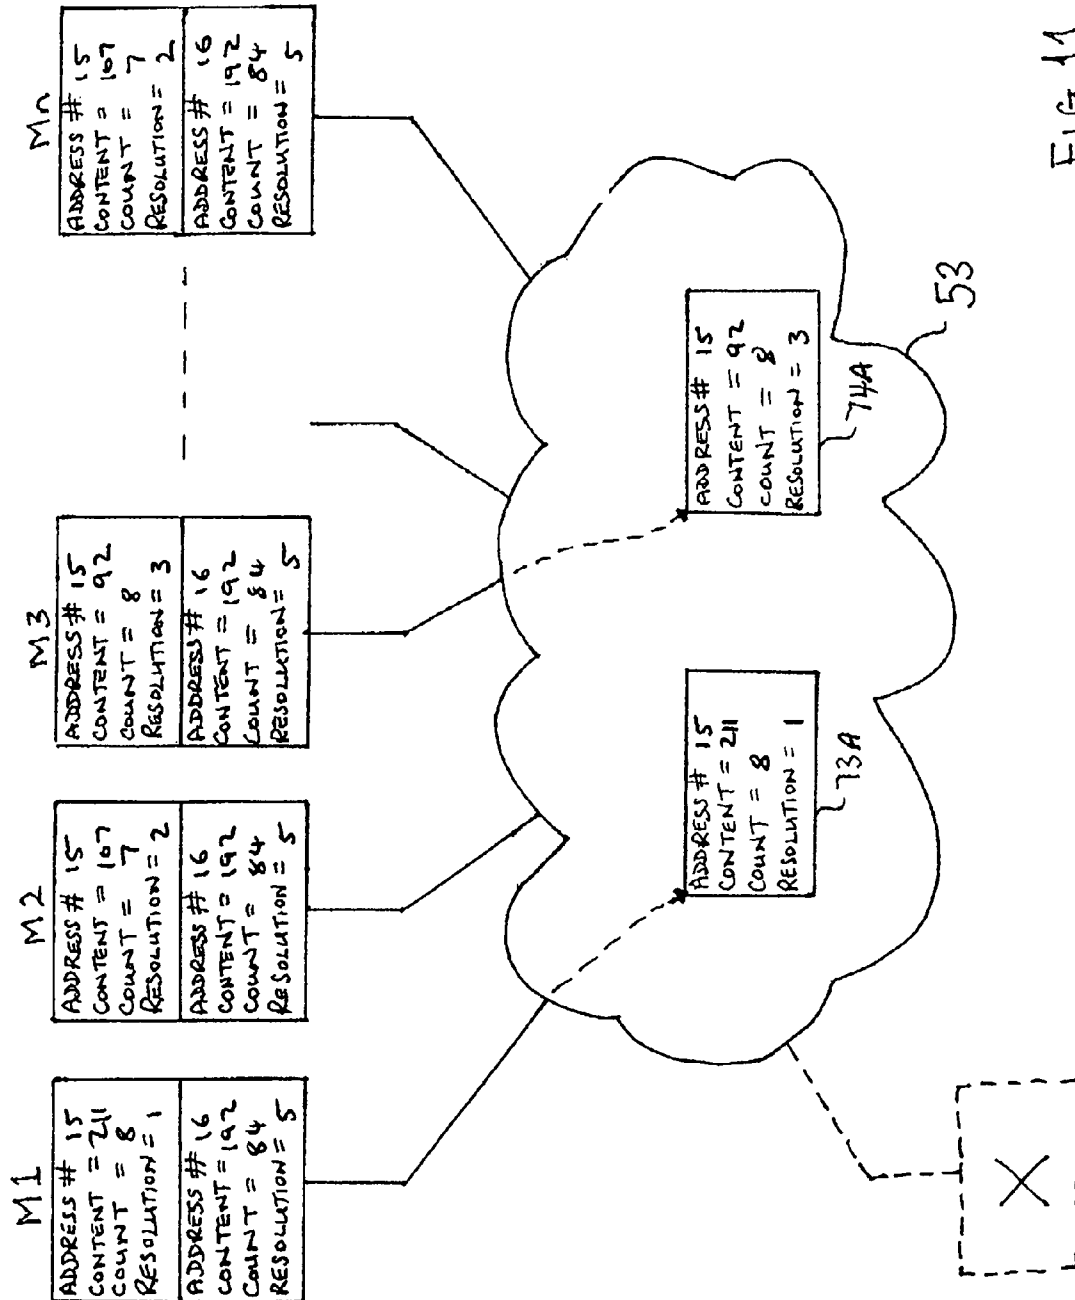 M1
ADDRESS # 15
CONTENT = 211
COUNT = 8
RESOLUTION = 1
ADDRESS # 16
CONTENT = 192
COUNT = 84
RESOLUTION = 5
M2
ADDRESS # 15
CONTENT = 107
COUNT = 7
RESOLUTION = 2
ADDRESS # 16
CONTENT = 192
COUNT = 84
RESOLUTION = 5
M3
ADDRESS # 15
CONTENT = 92
COUNT = 8
RESOLUTION = 3
ADDRESS # 16
CONTENT = 192
COUNT = 84
RESOLUTION = 5
Mn
ADDRESS # 15
CONTENT = 107
COUNT = 7
RESOLUTION = 2
ADDRESS # 16
CONTENT = 192
COUNT = 84
RESOLUTION = 5
ADDRESS # 15
CONTENT = 211
COUNT = 8
RESOLUTION = 1
73A
ADDRESS # 15
CONTENT = 92
COUNT = 8
RESOLUTION = 3
74A
53
X
FIG 11